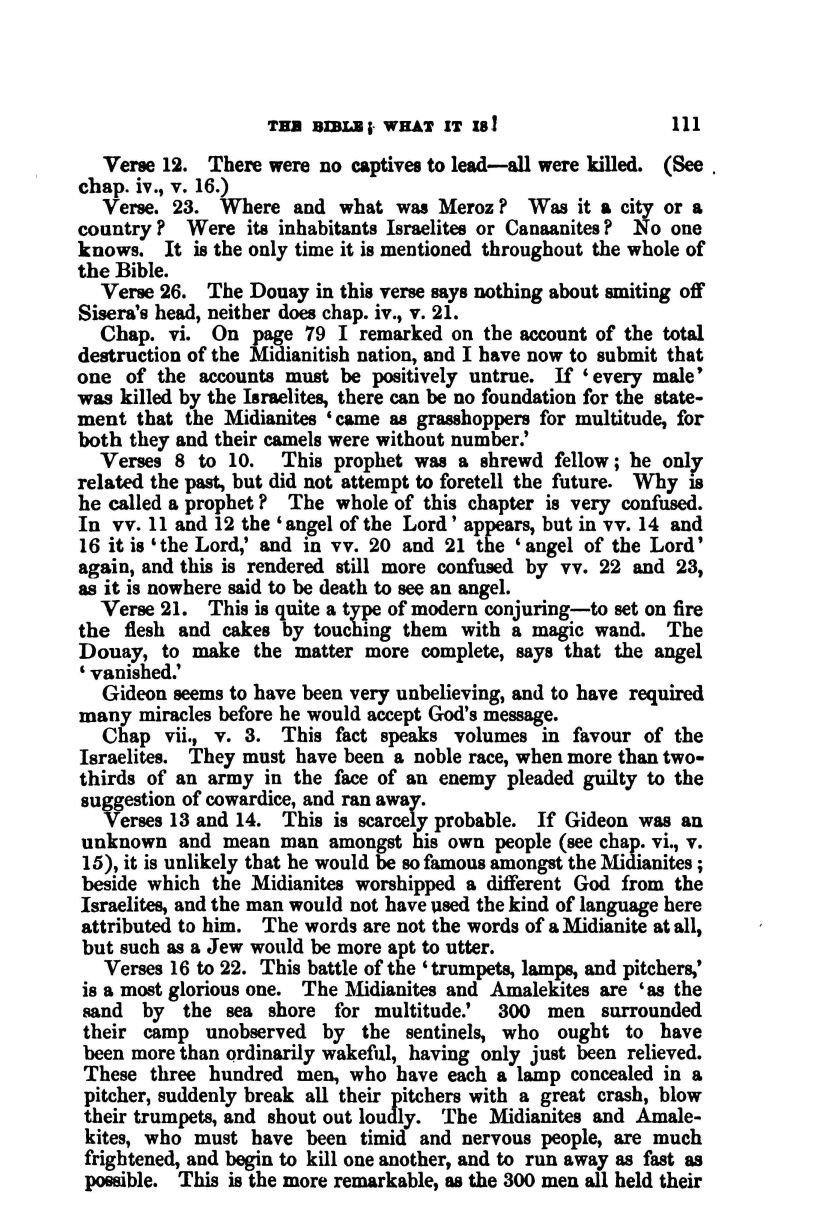 THE BIBLE; WHAT IT IS! 111
Verse 12. There were no captives to lead—all were killed. (See
chap. iv., v. 16.)
Verse. 23. Where and what was Meroz? Was it a city or a
country? Were its inhabitants Israelites or Canaanites? No one
knows. It is the only time it is mentioned throughout the whole of
the Bible.
Verse 26. The Douay in this verse says nothing about smiting off
Sisera's head, neither does chap. iv., v. 21.
Chap. vi. On page 79 I remarked on the account of the total
destruction of the Midianitish nation, and I have now to submit that
one of the accounts must be positively untrue. If ‘every male’
was killed by the Israelites, there can be no foundation for the state-
ment that the Midianites ‘came as grasshoppers for multitude, for
both they and their camels were without number.’
Verses 8 to 10. This prophet was a shrewd fellow; he only
related the past, but did not attempt to foretell the future. Why is
he called a prophet? The whole of this chapter is very confused.
In vv. 11 and 12 the ‘angel of the Lord’ appears, but in vv. 14 and
16 it is ‘the Lord,’ and in vv. 20 and 21 the ‘angel of the Lord’
again, and this is rendered still more confused by vv. 22 and 23,
as it is nowhere said to be death to see an angel.
Verse 21. This is quite a type of modern conjuring—to set on fire
the flesh and cakes by touching them with a magic wand. The
Douay, to make the matter more complete, says that the angel
‘vanished.’
Gideon seems to have been very unbelieving, and to have required
many miracles before he would accept God's message.
Chap vii., v. 3. This fact speaks volumes in favour of the
Israelites. They must have been a noble race, when more than two-
thirds of an army in the face of an enemy pleaded guilty to the
suggestion of cowardice, and ran away.
Verses 13 and 14. This is scarcely probable. If Gideon was an
unknown and mean man amongst his own people (see chap. vi., v.
15), it is unlikely that he would be so famous amongst the Midianites;
beside which the Midianites worshipped a different God from the
Israelites, and the man would not have used the kind of language here
attributed to him. The words are not the words of a Midianite at all,
but such as a Jew would be more apt to utter.
Verses 16 to 22. This battle of the ‘trumpets, lamps, and pitchers,’
is a most glorious one. The Midianites and Amalekites are ‘as the
sand by the sea shore for multitude.’ 300 men surrounded
their camp unobserved by the sentinels, who ought to have
been more than ordinarily wakeful, having only just been relieved.
These three hundred men, who have each a lamp concealed in a
pitcher, suddenly break all their pitchers with a great crash, blow
their trumpets, and shout out loudly. The Midianites and Amale-
kites, who must have been timid and nervous people, are much
frightened, and begin to kill one another, and to run away as fast as
possible. This is the more remarkable, as the 300 men all held their